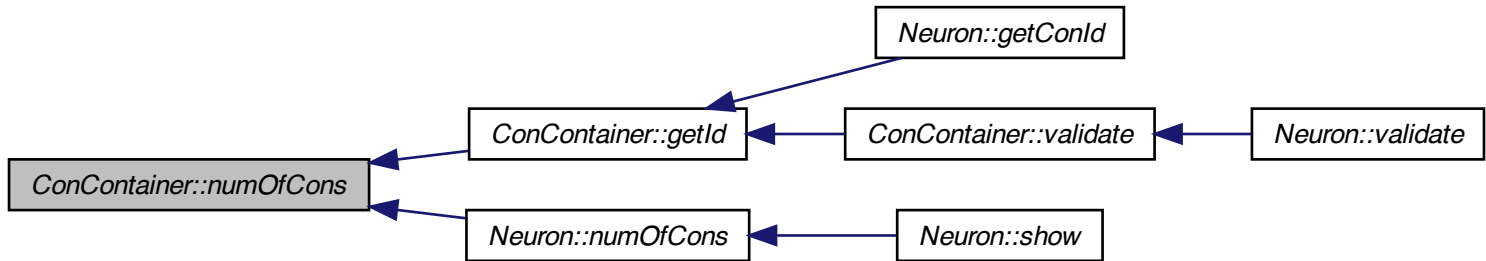 Neuron::getConId
ConContainer::getId
ConContainer::validate
Neuron::validate
ConContainer::numOfCons
Neuron::numOfCons
Neuron::show